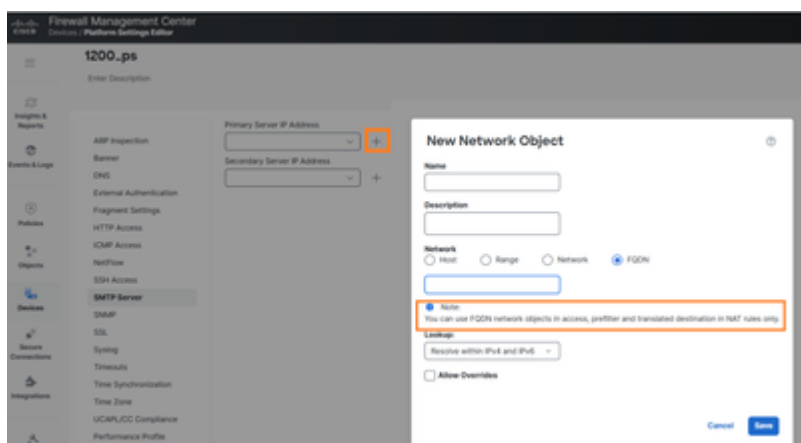 CISCO
Firewall Management Center
Devices / Platform Settings Editor
1200_ps
Enter Description
Insights &
Reports
Events & Logs
Policies
Objects
Devices
Secure
Connections
Integrations
ARP Inspection
Banner
DNS
External Authentication
Fragment Settings
HTTP Access
ICMP Access
NetFlow
SSH Access
SMTP Server
SNMP
SSL
Syslog
Timeouts
Time Synchronization
Time Zone
UCAPL/CC Compliance
Performance Profile
Primary Server IP Address
Secondary Server IP Address
New Network Object
Name
Description
Network
Host Range Network FQDN
Note:
You can use FQDN network objects in access, prefilter and translated destination in NAT rules only.
Lookup:
Resolve within IPv4 and IPv6
Allow Overrides
Cancel Save